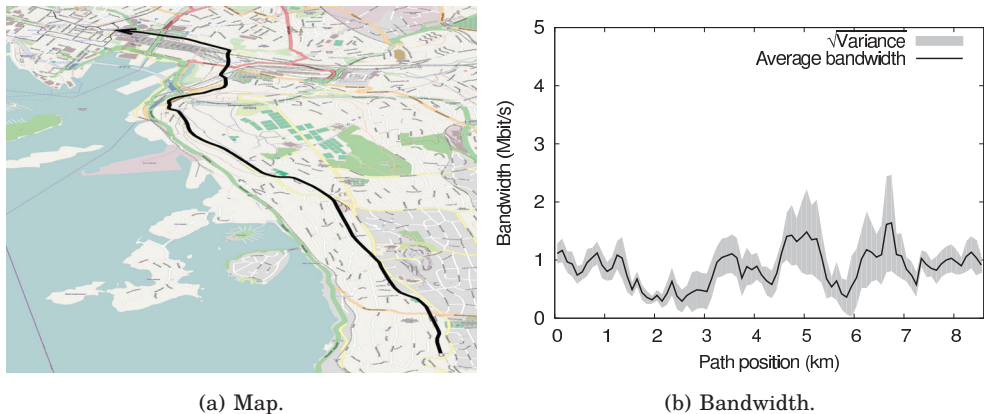 5
4
3
2
1
0
0 1 2 3 4 5 6 7 8
Bandwidth (Mbit/s)
√Variance
Average bandwidth
Path position (km)
(a) Map.
(b) Bandwidth.